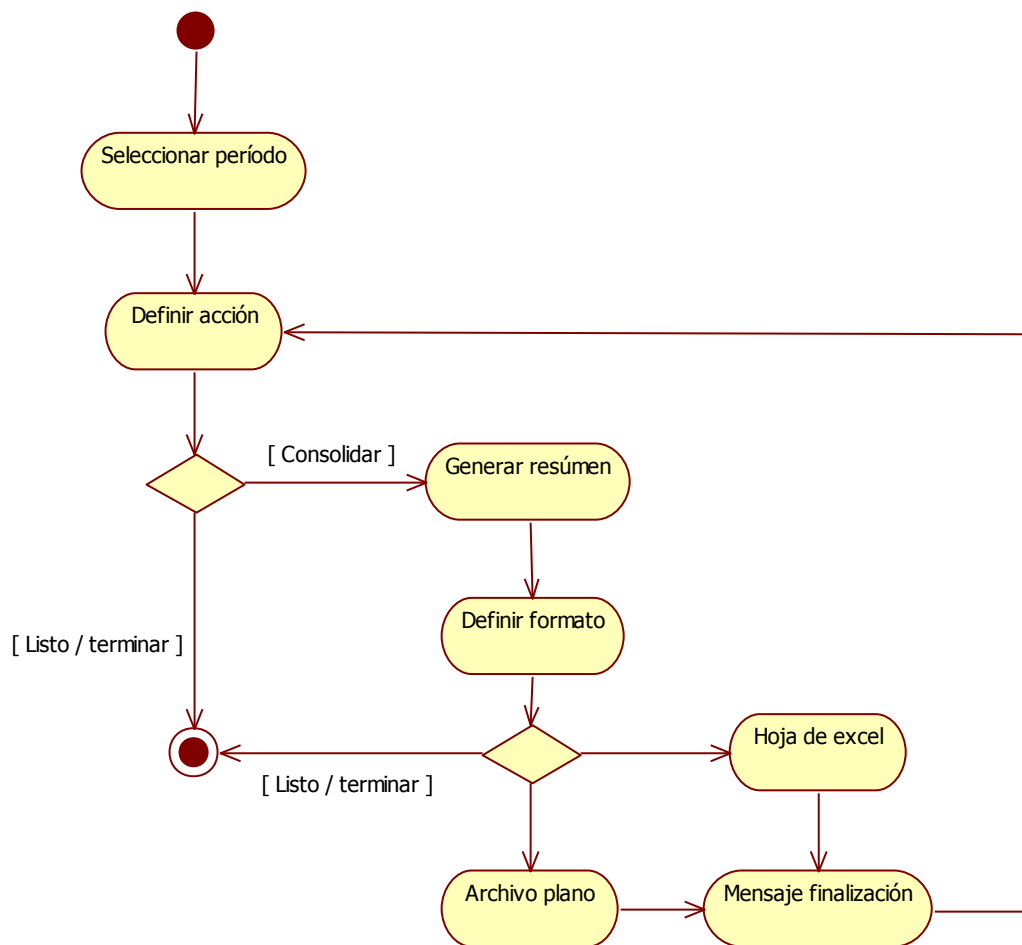 Seleccionar período
Definir acción
[ Consolidar ]
Generar resúmen
Definir formato
[ Listo / terminar ]
Hoja de excel
[ Listo / terminar ]
Archivo plano
Mensaje finalización